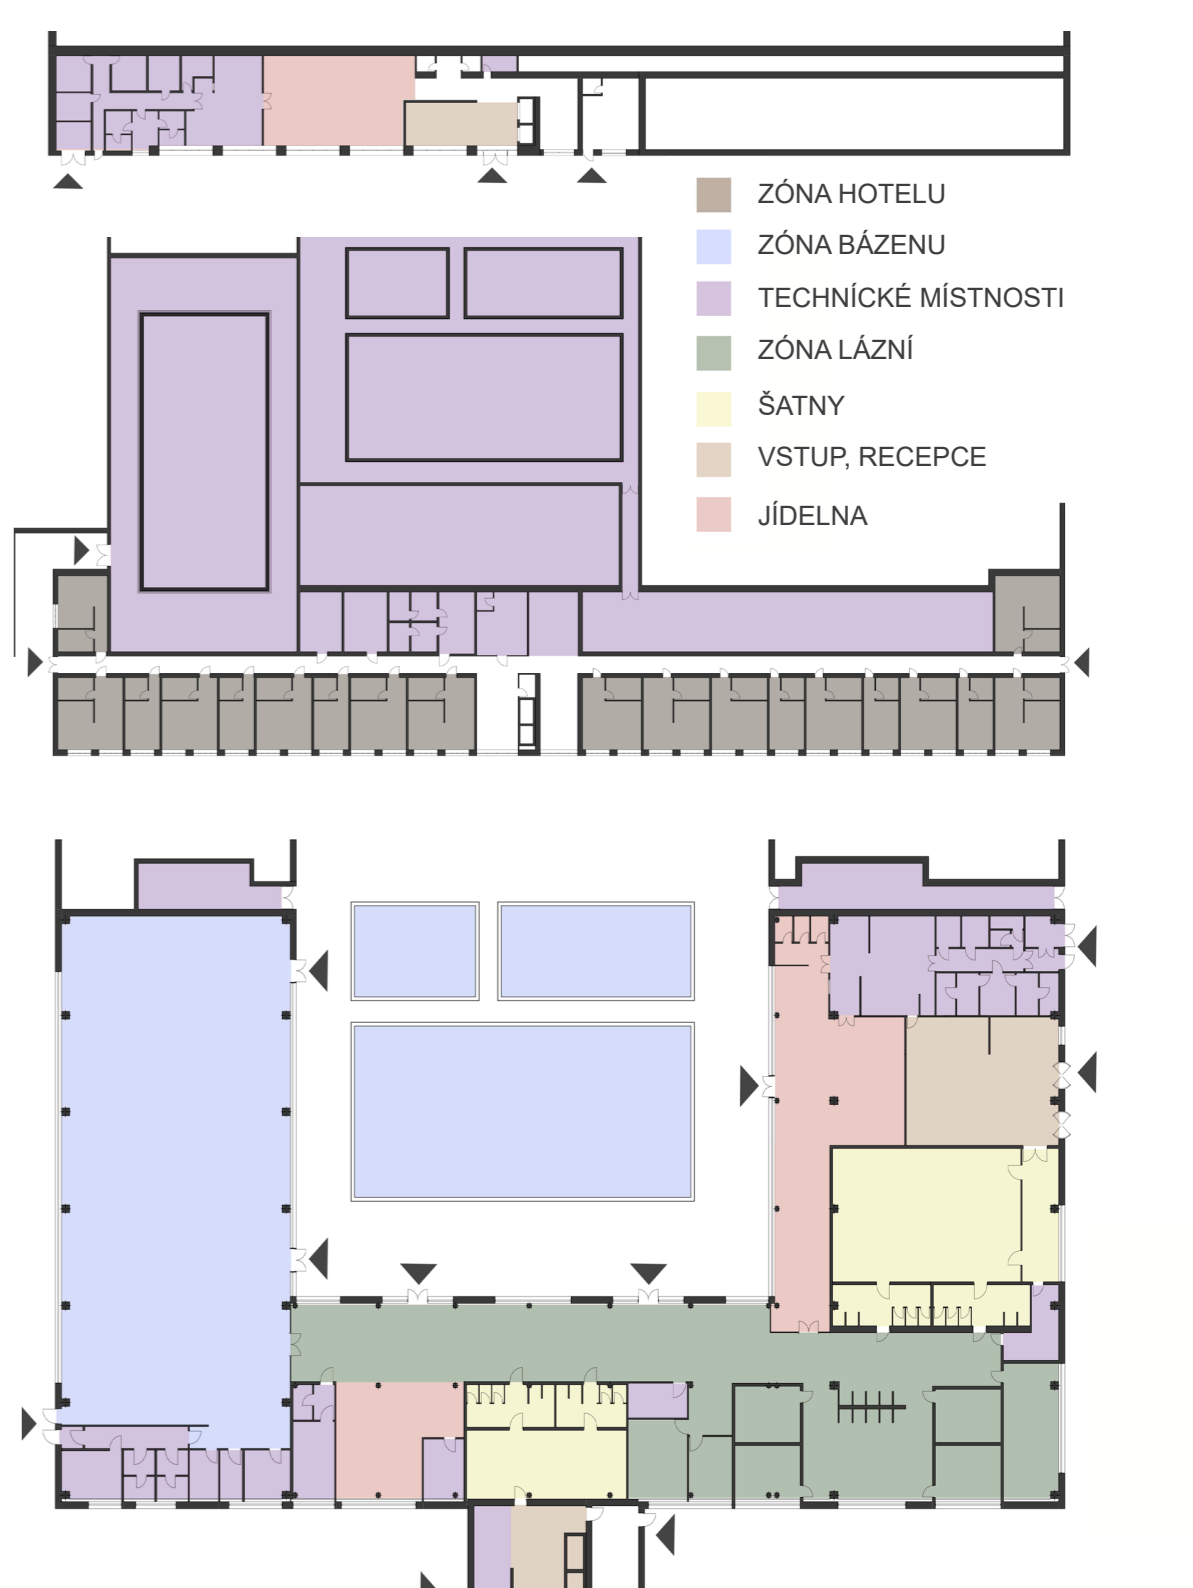 ZÓNA HOTELU
ZÓNA BÁZENU
TECHNÍCKÉ MÍSTNOSTI
ZÓNA LÁZNÍ
ŠATNY
VSTUP, RECEPCE
JÍDELNA